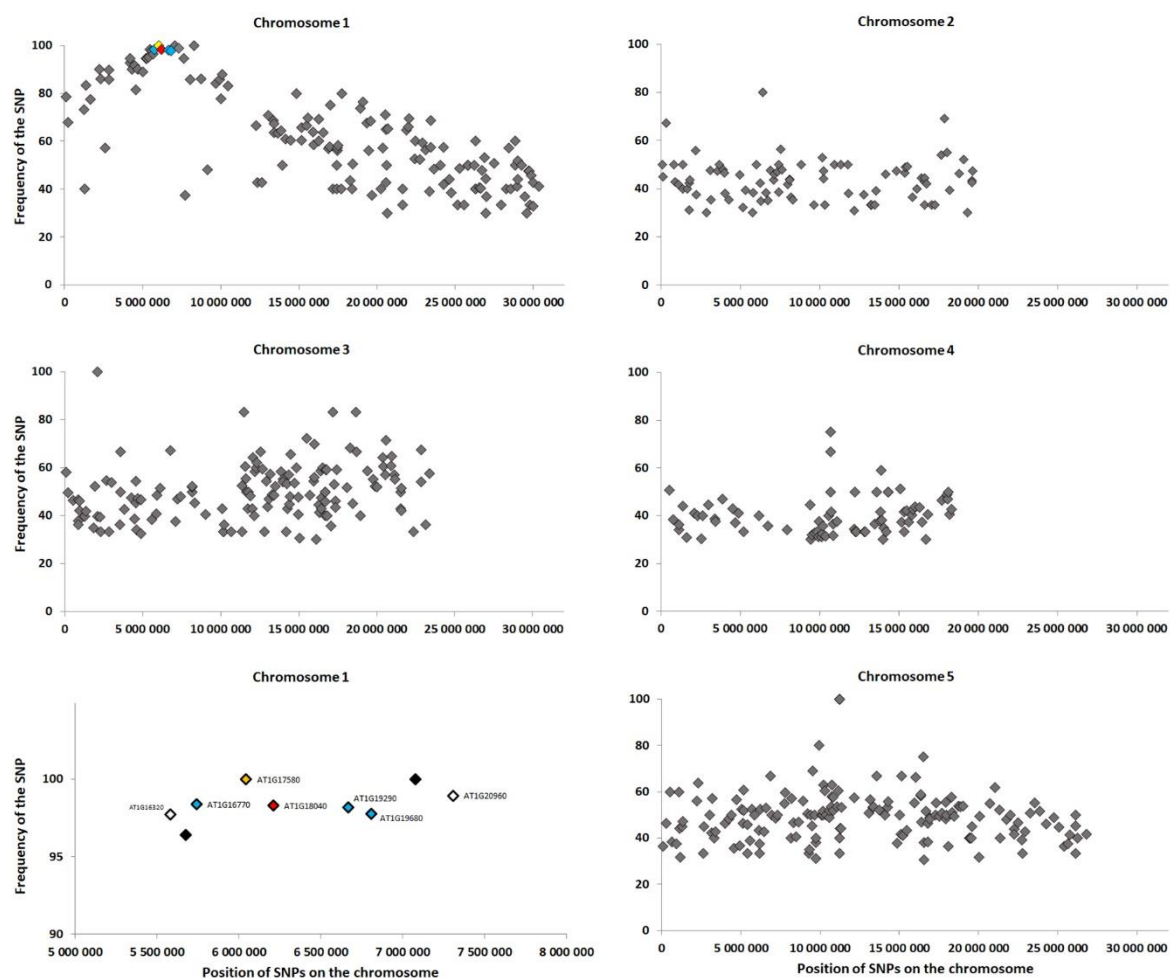 Chromosome 1
Frequency of the SNP
100
80
60
40
20
0
0
5 000 000
10 000 000
15 000 000
20 000 000
25 000 000
30 000 000
Chromosome 2
100
80
60
40
20
0
0
5 000 000
10 000 000
15 000 000
20 000 000
25 000 000
30 000 000
Chromosome 3
Frequency of the SNP
100
80
60
40
20
0
0
5 000 000
10 000 000
15 000 000
20 000 000
25 000 000
30 000 000
Chromosome 4
100
80
60
40
20
0
0
5 000 000
10 000 000
15 000 000
20 000 000
25 000 000
30 000 000
Chromosome 1
Frequency of the SNP
100
95
90
AT1G17580
AT1G16770
AT1G16320
AT1G18040
AT1G19290
AT1G19680
AT1G20960
5 000 000
5 500 000
6 000 000
6 500 000
7 000 000
7 500 000
8 000 000
Position of SNPs on the chromosome
Chromosome 5
100
80
60
40
20
0
0
5 000 000
10 000 000
15 000 000
20 000 000
25 000 000
30 000 000
Position of SNPs on the chromosome